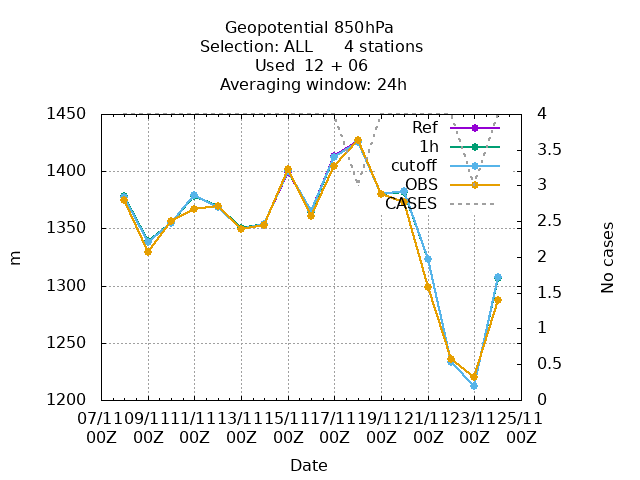 Geopotential 850hPa
Selection: ALL      4 stations
Used  12 + 06
Averaging window: 24h
1450
1400
1350
1300
1250
1200
m
4
3.5
3
2.5
2
1.5
1
0.5
0
No cases
Ref
1h
cutoff
OBS
CASES
07/11 09/11 11/11 13/11 15/11 17/11 19/11 21/11 23/11 25/11
00Z 00Z 00Z 00Z 00Z 00Z 00Z 00Z 00Z 00Z
Date